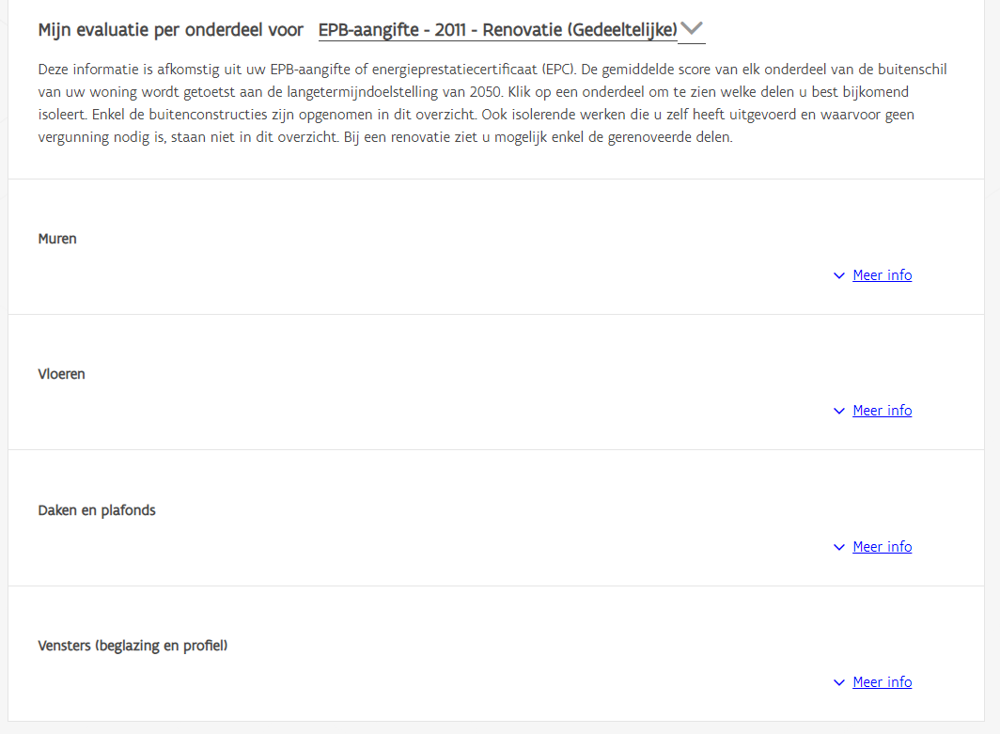 Mijn evaluatie per onderdeel voor EPB-aangifte - 2011 - Renovatie (Gedeeltelijke)
Deze informatie is afkomstig uit uw EPB-aangifte of energieprestatiecertificaat (EPC). De gemiddelde score van elk onderdeel van de buitenschil
van uw woning wordt getoetst aan de langetermijndoelstelling van 2050. Klik op een onderdeel om te zien welke delen u best bijkomend
isoleert. Enkel de buitenconstructies zijn opgenomen in dit overzicht. Ook isolerende werken die u zelf heeft uitgevoerd en waarvoor geen
vergunning nodig is, staan niet in dit overzicht. Bij een renovatie ziet u mogelijk enkel de gerenoveerde delen.
Muren
Meer info
Vloeren
Meer info
Daken en plafonds
Meer info
Vensters (beglazing en profiel)
Meer info